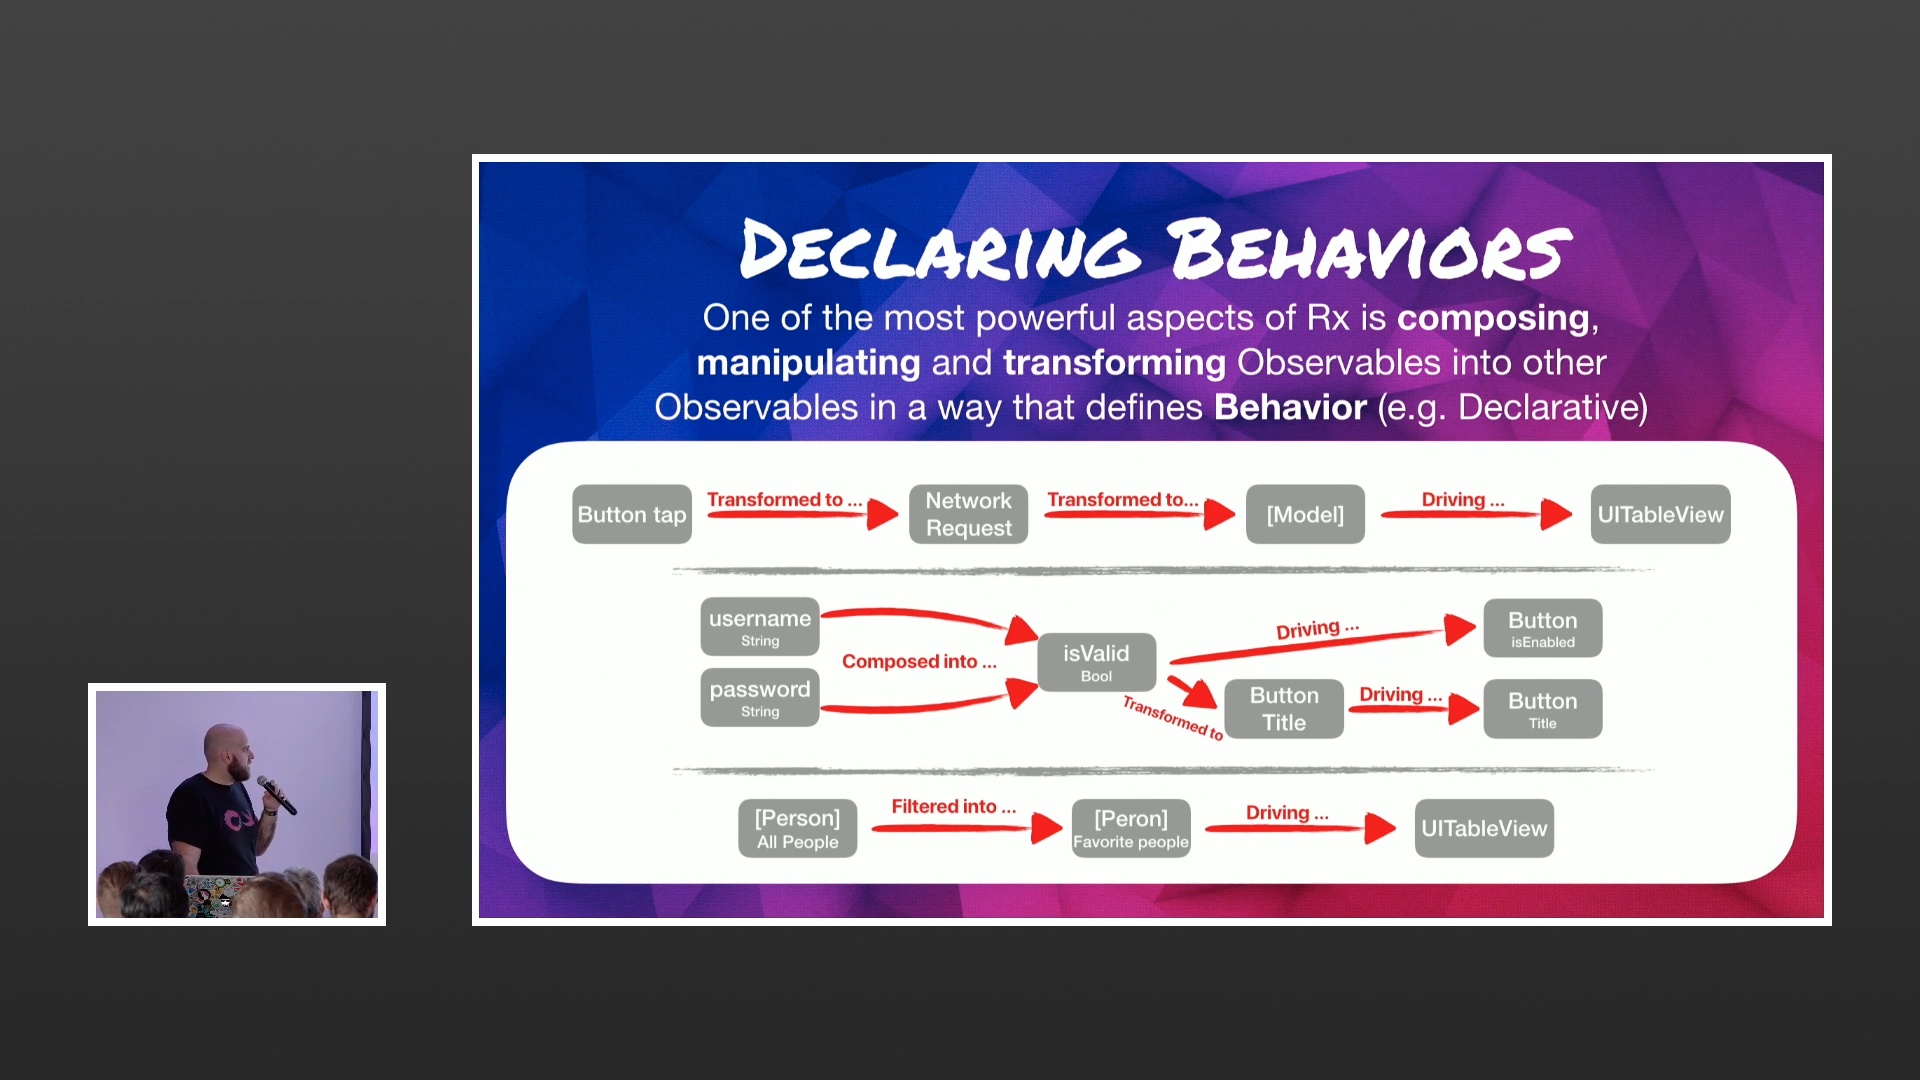 DECLARING BEHAVIORS
One of the most powerful aspects of Rx is composing,
manipulating and transforming Observables into other
Observables in a way that defines Behavior (e.g. Declarative)
Button tap
Transformed to ...
Network
Request
Transformed to...
[Model]
Driving ...
UITableView
username
String
password
String
Composed into ...
isValid
Bool
Driving ...
Button
isEnabled
Transformed to
Button
Title
Driving ...
Button
Title
[Person]
All People
Filtered into ...
[Peron]
Favorite people
Driving ...
UITableView